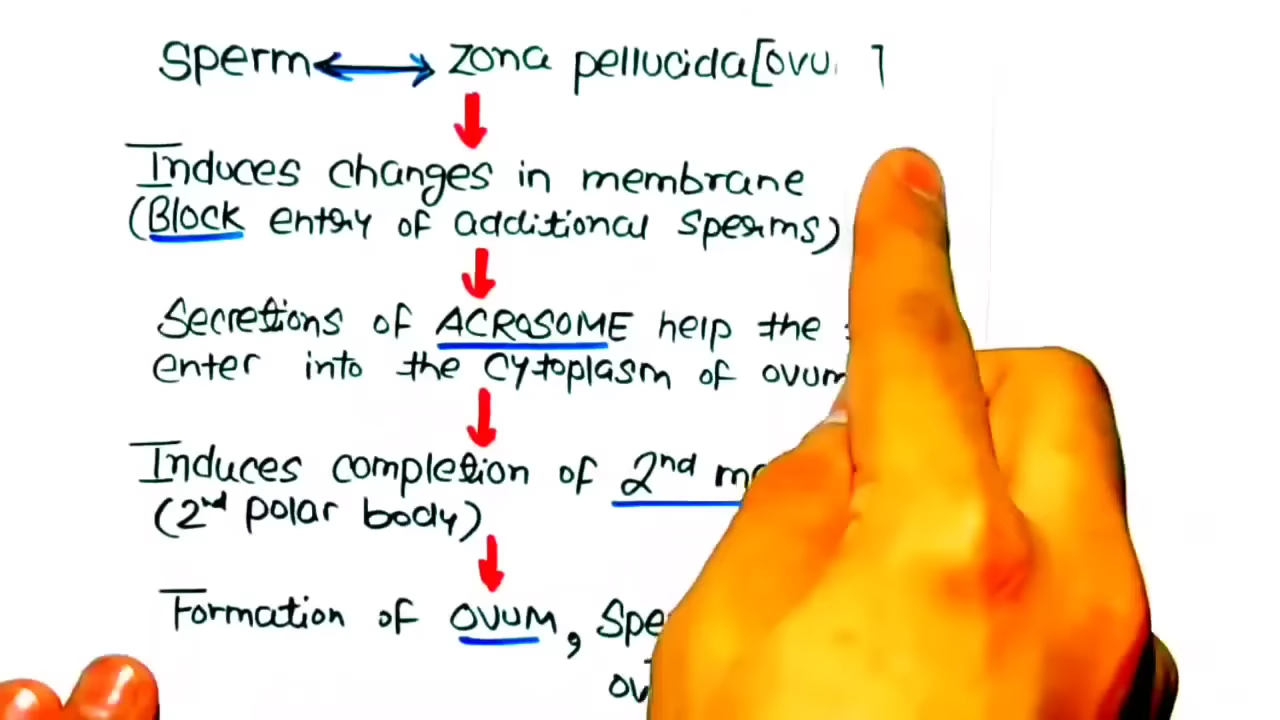 Sperm zona pellucida [ovu ]
Induces changes in membrane
(Block entry of additional sperms)
Secretions of ACROSOME help the
enter into the cytoplasm of ovum
Induces completion of 2nd
(2nd polar body)
Formation of OVUM,